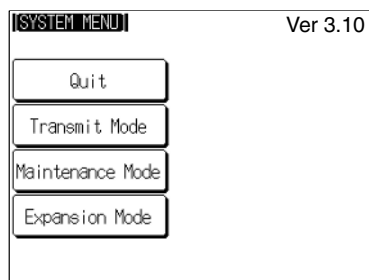 [SYSTEM MENU] Ver 3.10
Quit
Transmit Mode
Maintenance Mode
Expansion Mode